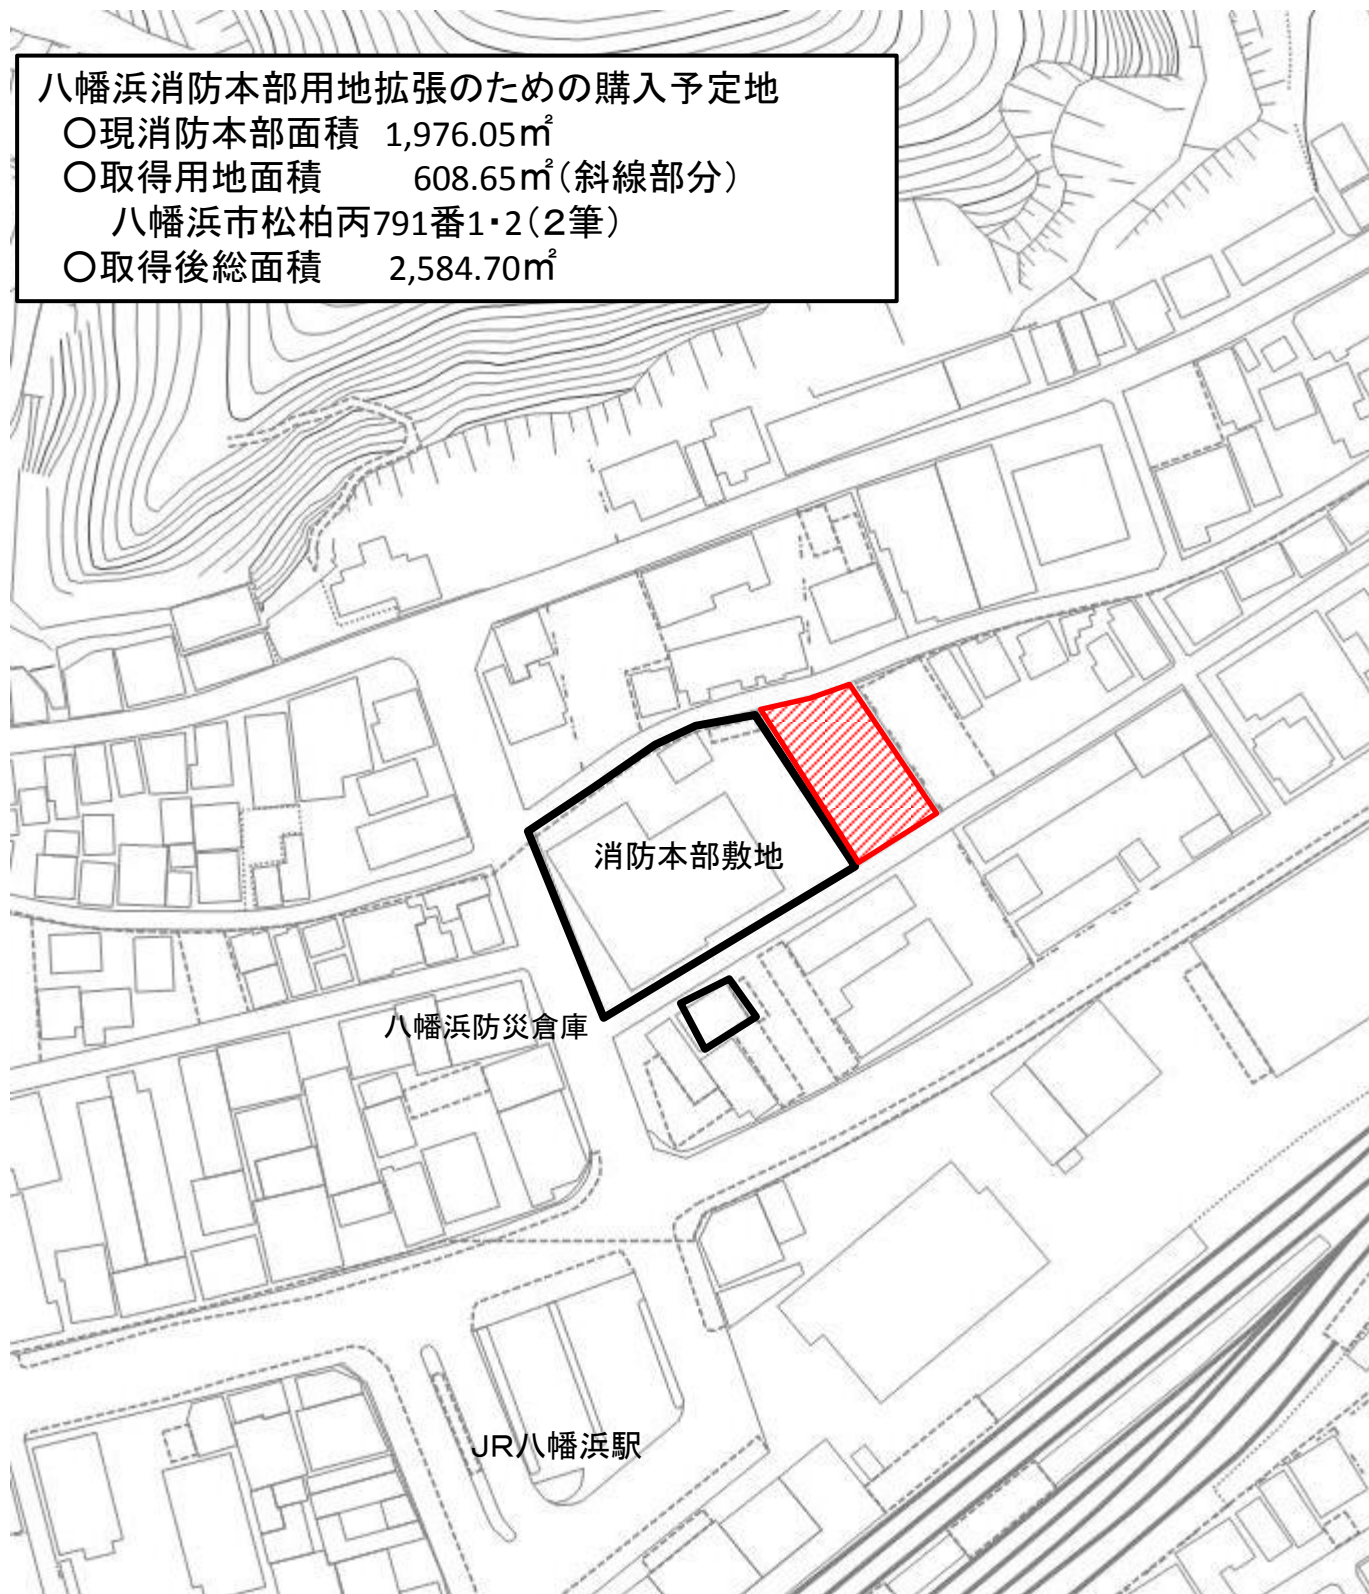 八幡浜消防本部用地拡張のための購入予定地
○現消防本部面積 1,976.05㎡
○取得用地面積 608.65㎡(斜線部分)
八幡浜市松柏丙791番1・2(2筆)
○取得後総面積 2,584.70㎡
消防本部敷地
八幡浜防災倉庫
JR八幡浜駅